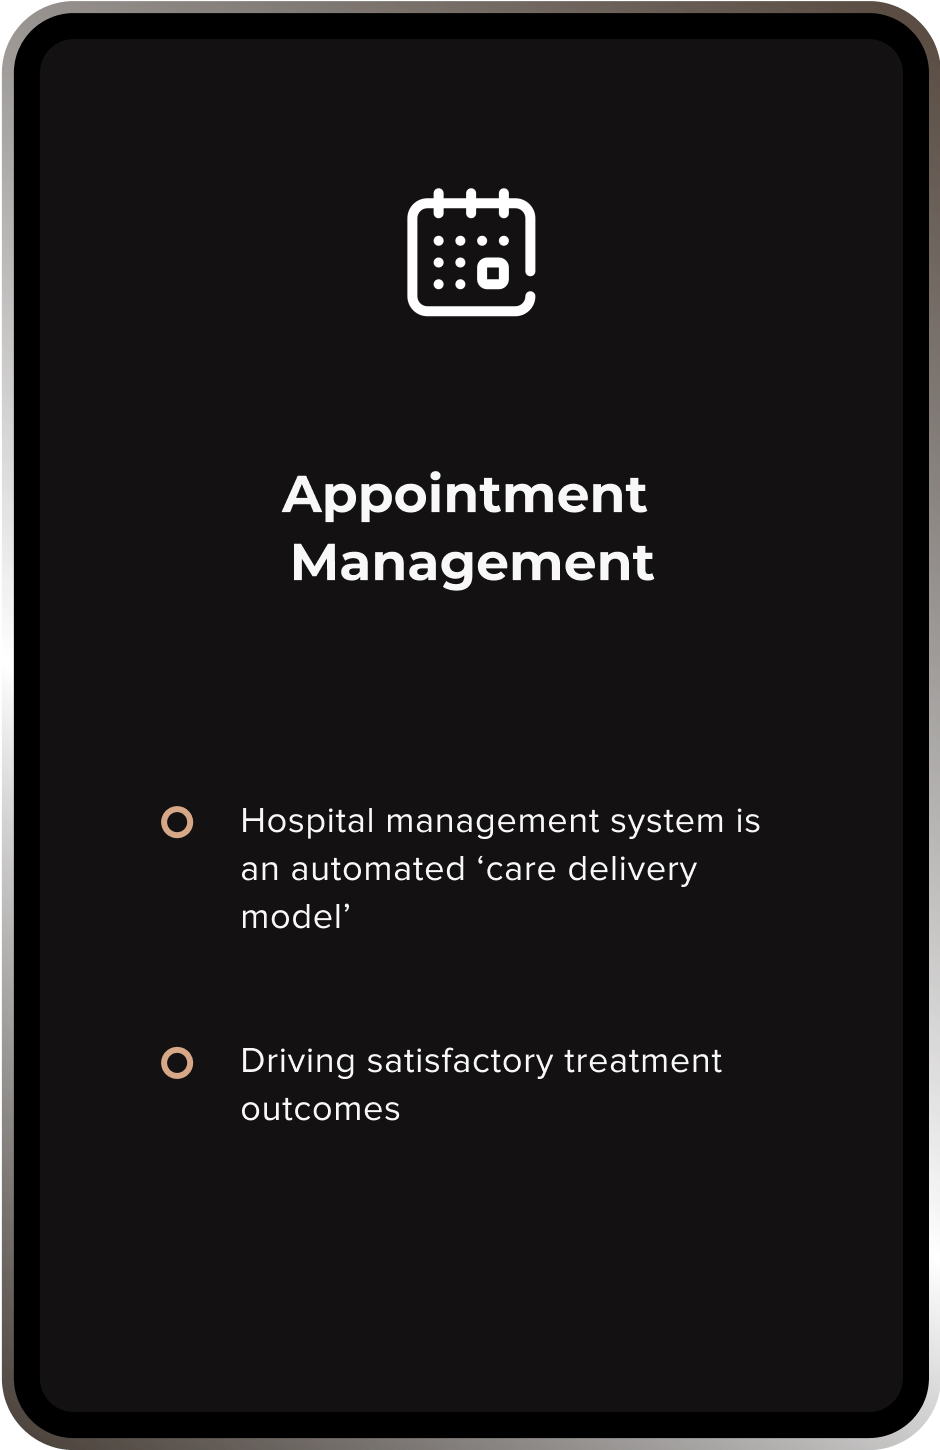 Appointment
Management
Hospital management system is
an automated ‘care delivery
model’
Driving satisfactory treatment
outcomes